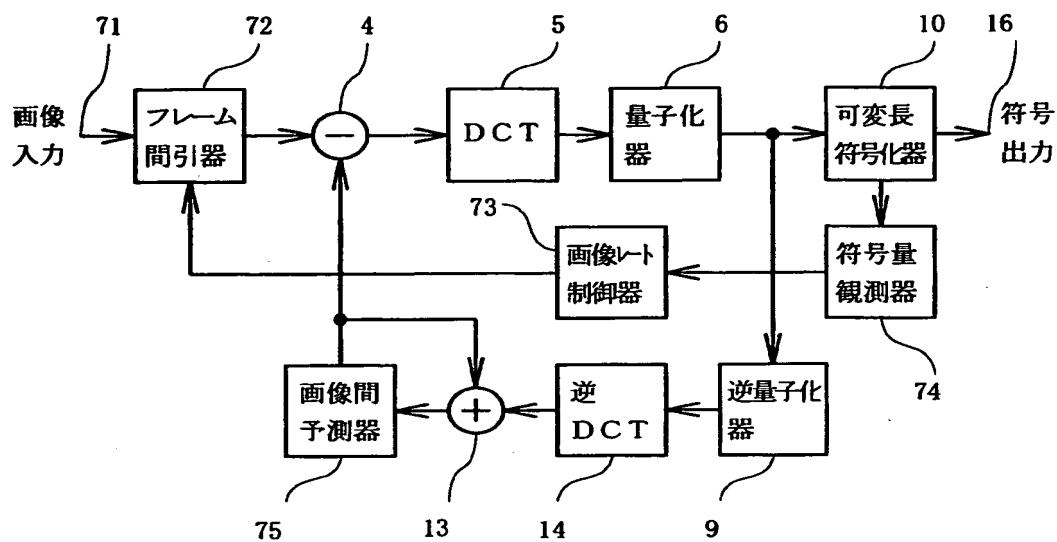 71
72
4
5
6
10
16
画像
入力
フレーム
間引器
−
DCT
量子化
器
可変長
符号化器
符号
出力
73
画像レート
制御器
符号量
観測器
74
画像間
予測器
+
逆
DCT
逆量子化
器
75
13
14
9